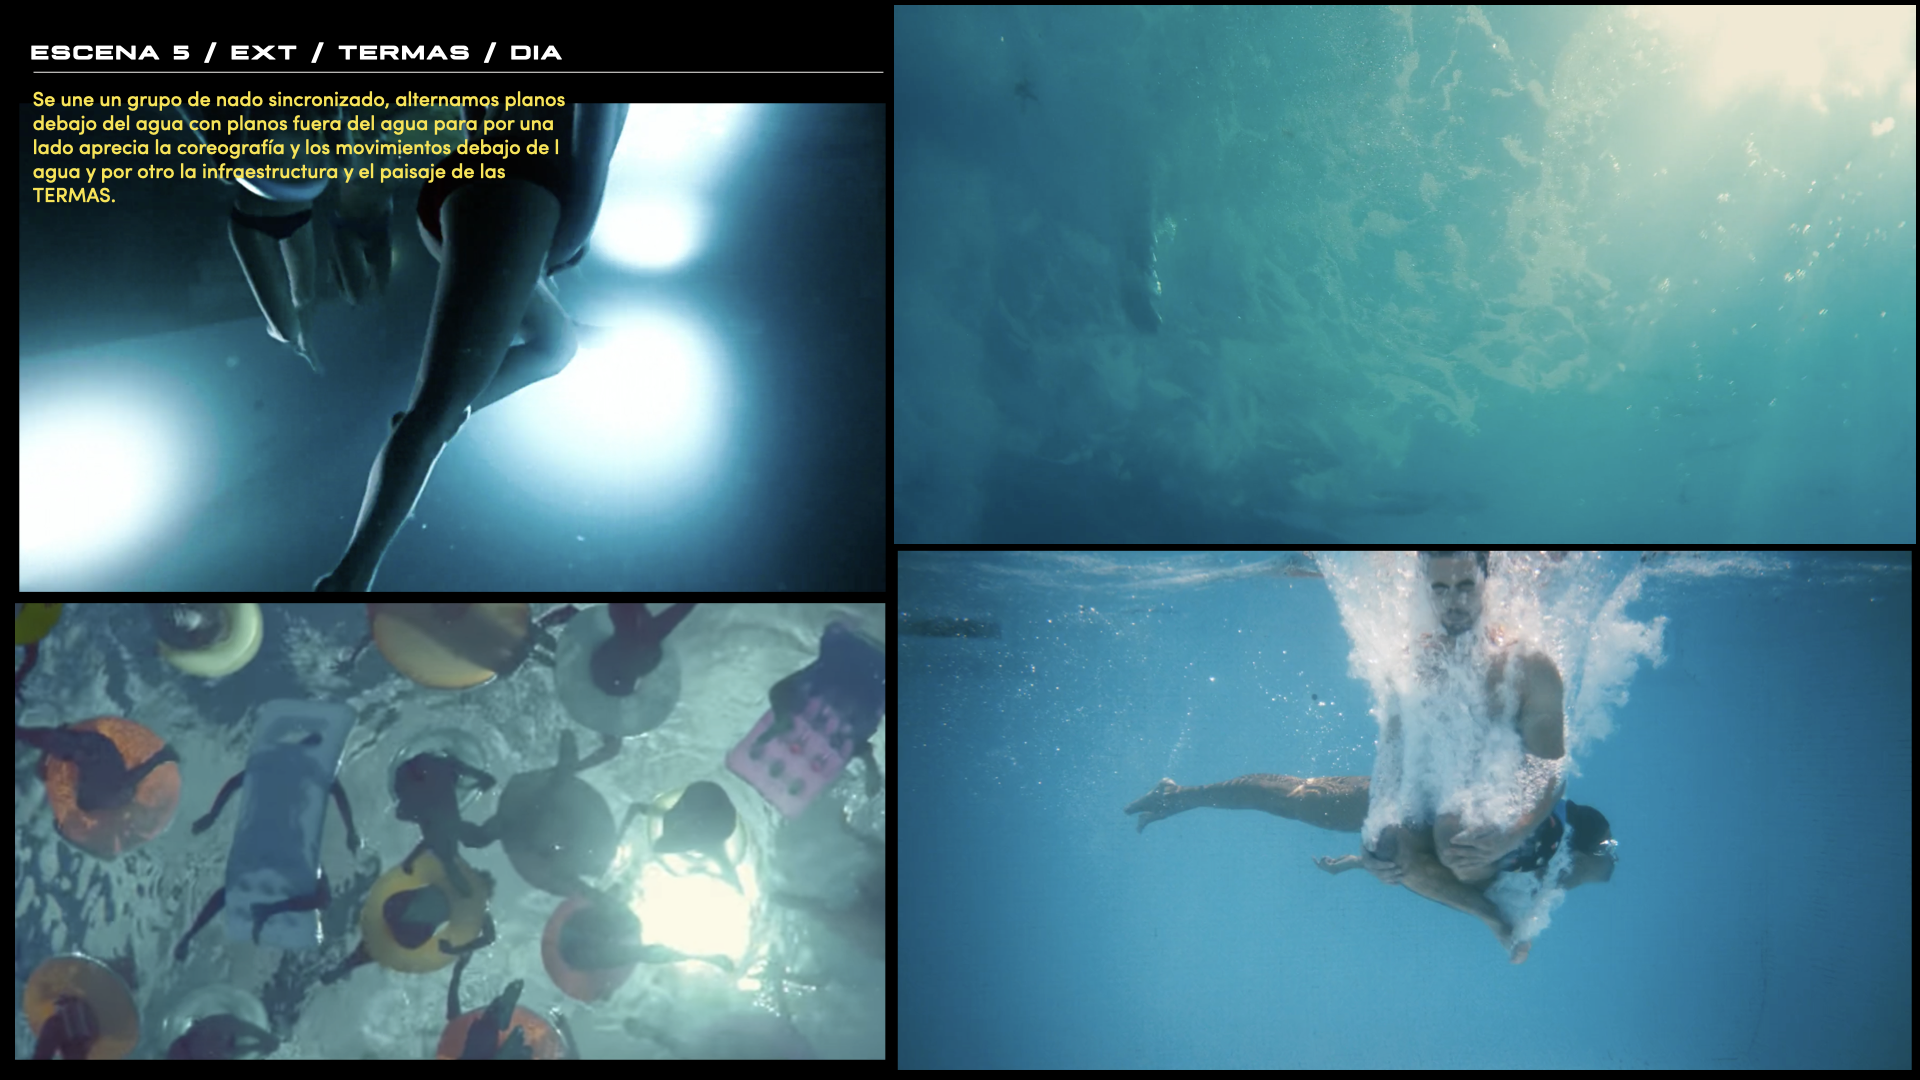 ESCENA 5 / EXT / TERMAS / DIA
Se une un grupo de nado sincronizado, alternamos planos
debajo del agua con planos fuera del agua para por una
lado aprecia la coreografía y los movimientos debajo de l
agua y por otro la infraestructura y el paisaje de las
TERMAS.